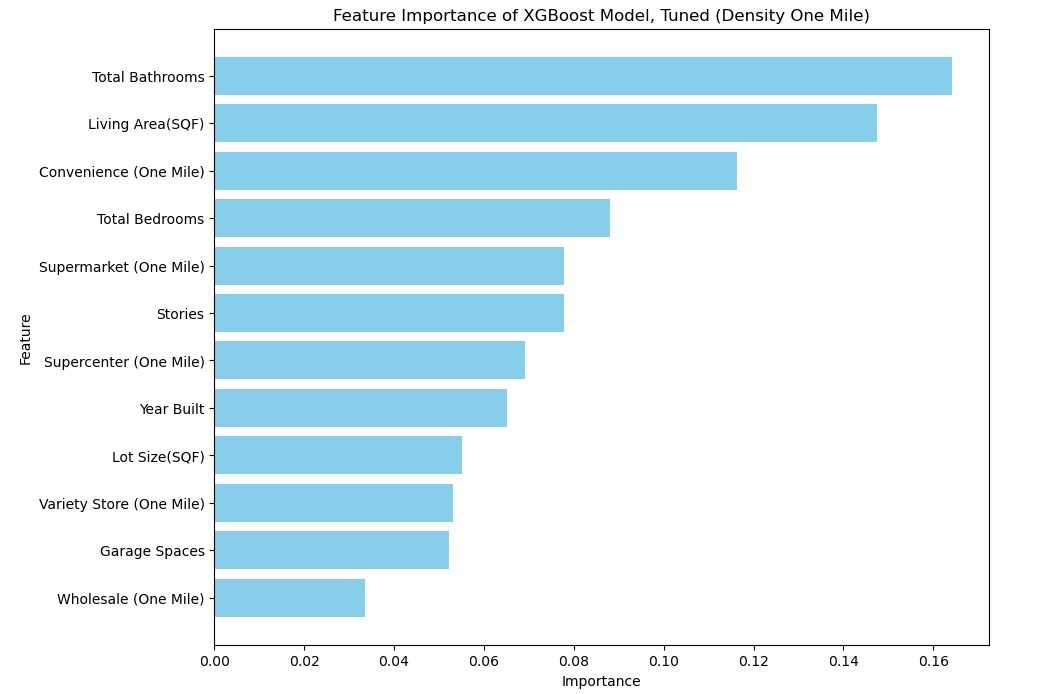 Feature Importance of XGBoost Model, Tuned (Density One Mile)
Total Bathrooms
Living Area(SQF)
Convenience (One Mile)
Total Bedrooms
Supermarket (One Mile)
Stories
Supercenter (One Mile)
Year Built
Lot Size(SQF)
Variety Store (One Mile)
Garage Spaces
Wholesale (One Mile)
Feature
0.00 0.02 0.04 0.06 0.08 0.10 0.12 0.14 0.16
Importance